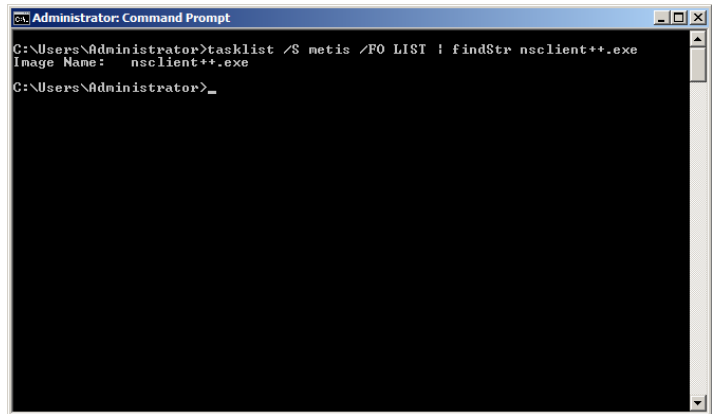 Administrator: Command Prompt
C:\Users\Administrator>tasklist /S metis /FO LIST | findStr nsclient++.exe
Image Name:   nsclient++.exe
C:\Users\Administrator>_